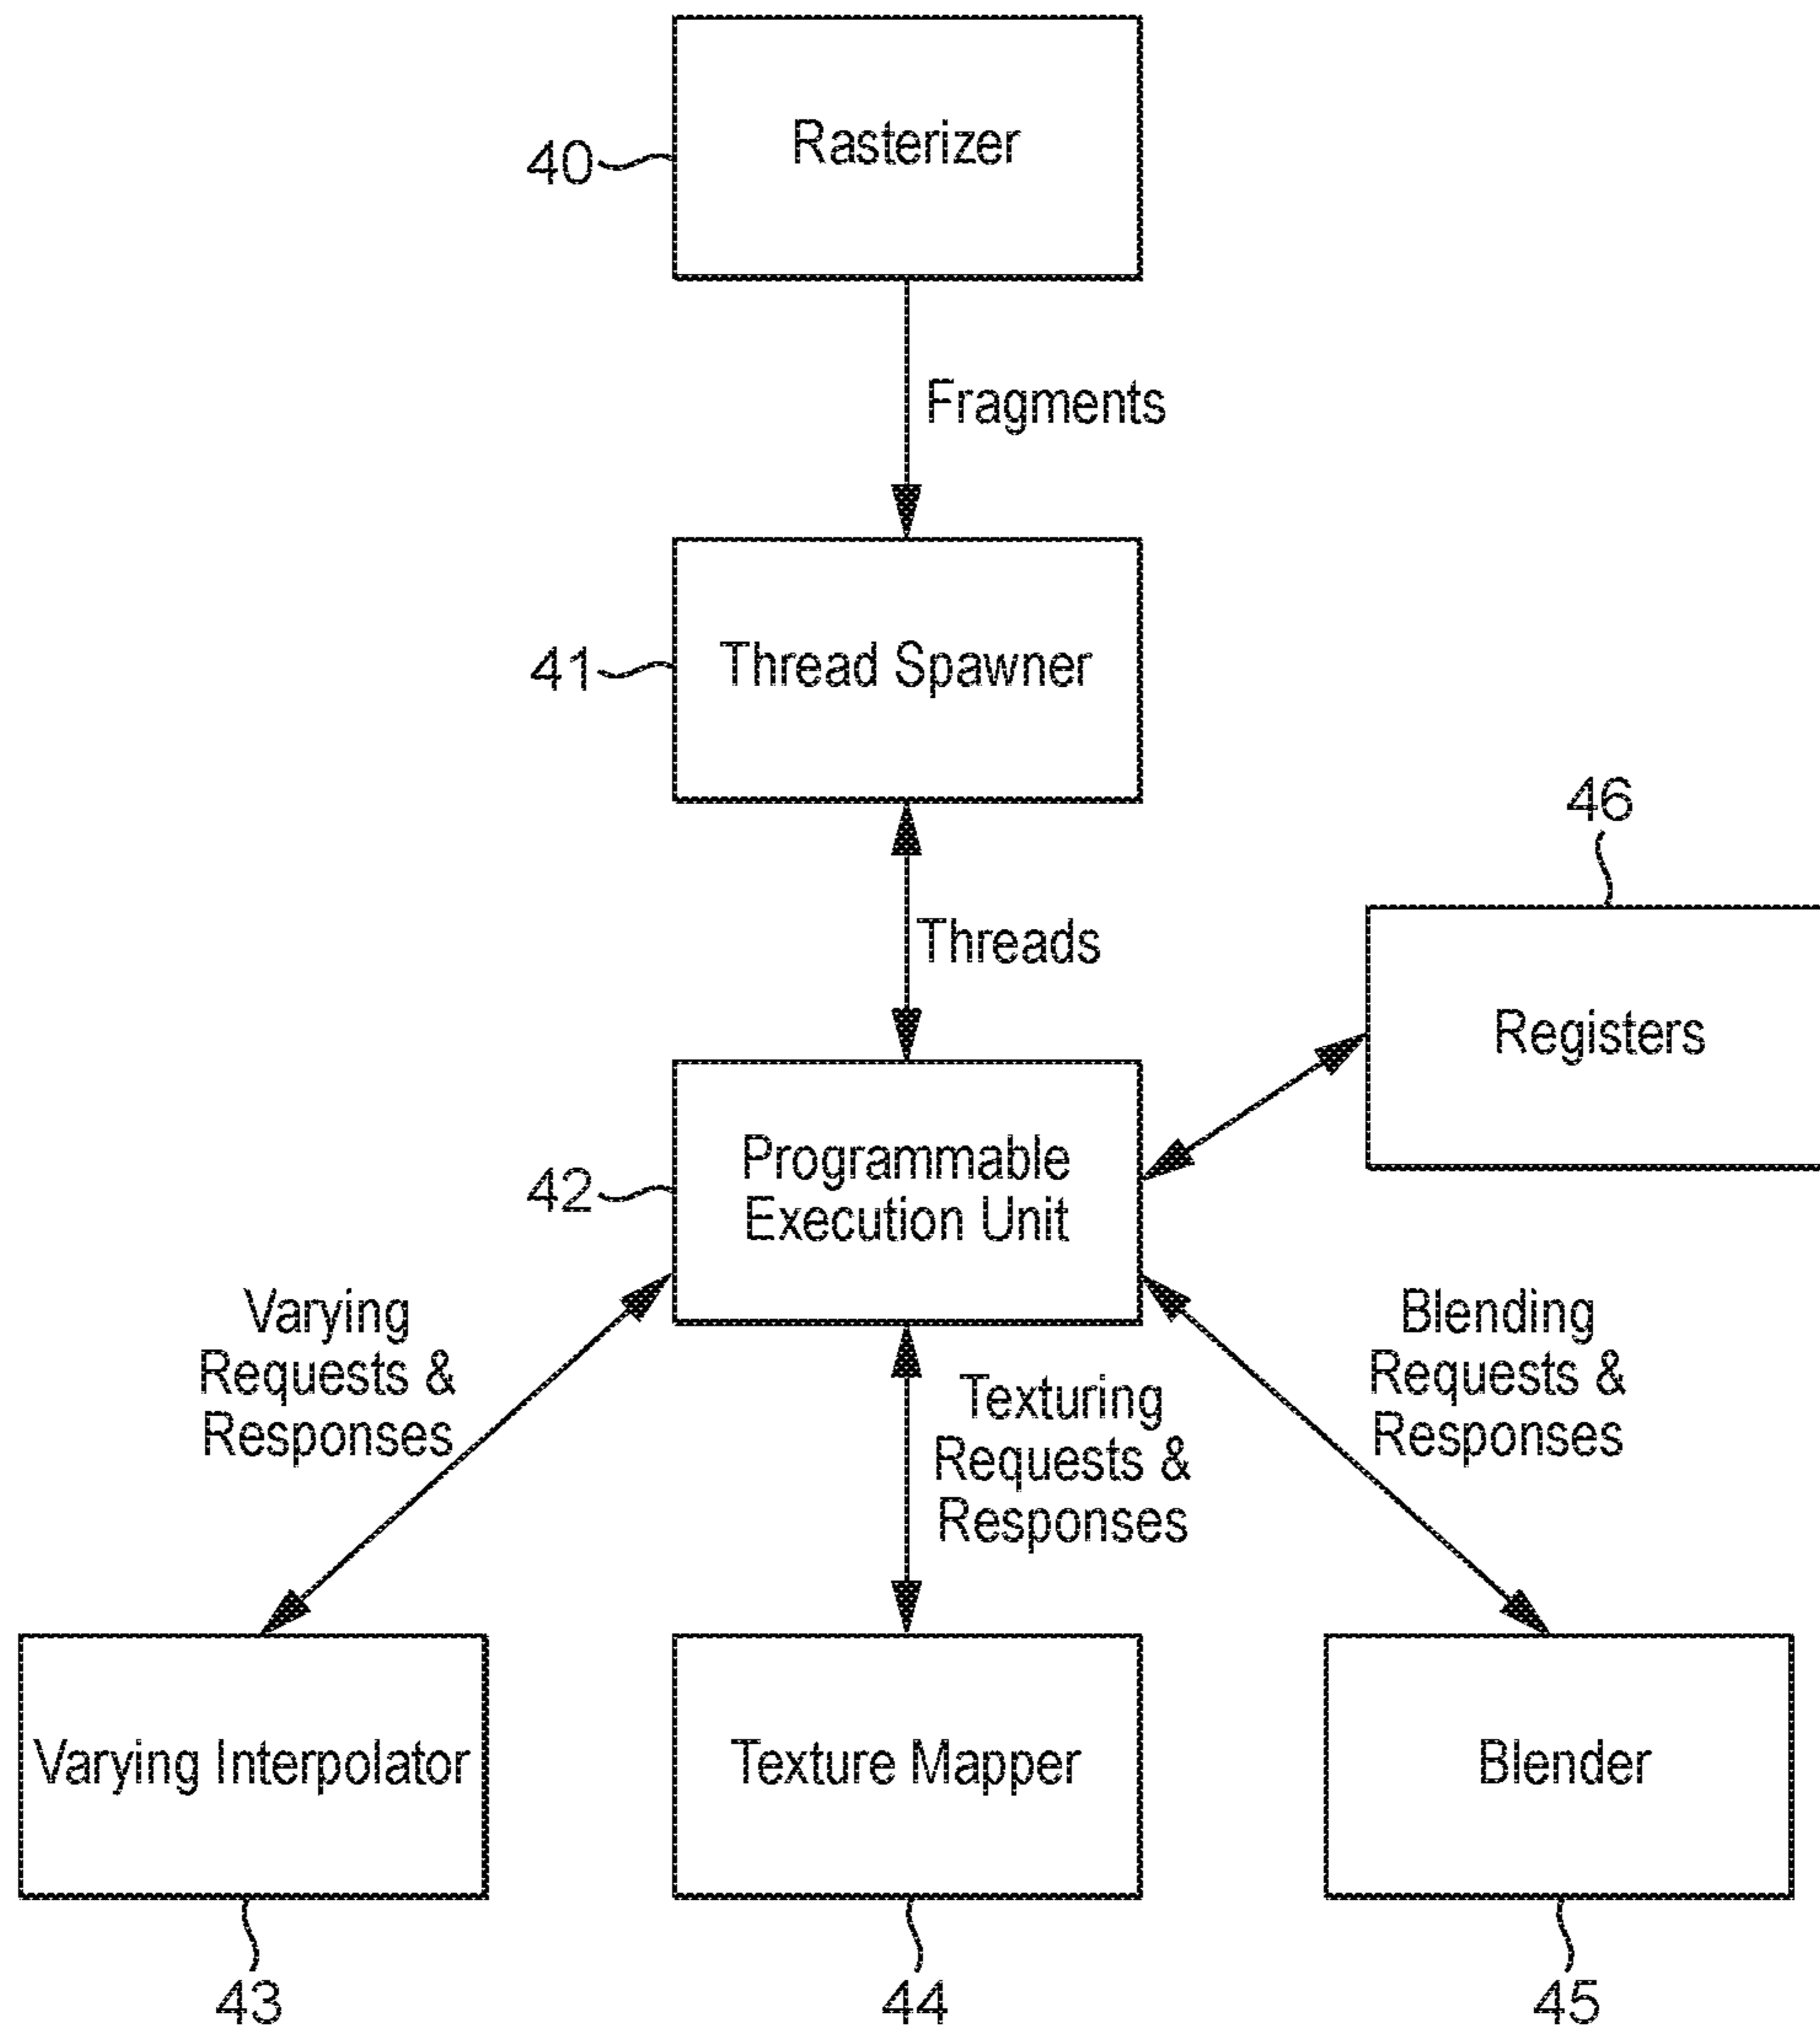 Rasterizer
40
Fragments
Thread Spawner
41
46
Threads
Registers
Programmable
Execution Unit
42
Varying
Requests &
Responses
Texturing
Requests &
Responses
Blending
Requests &
Responses
Varying Interpolator
Texture Mapper
Blender
43
44
45